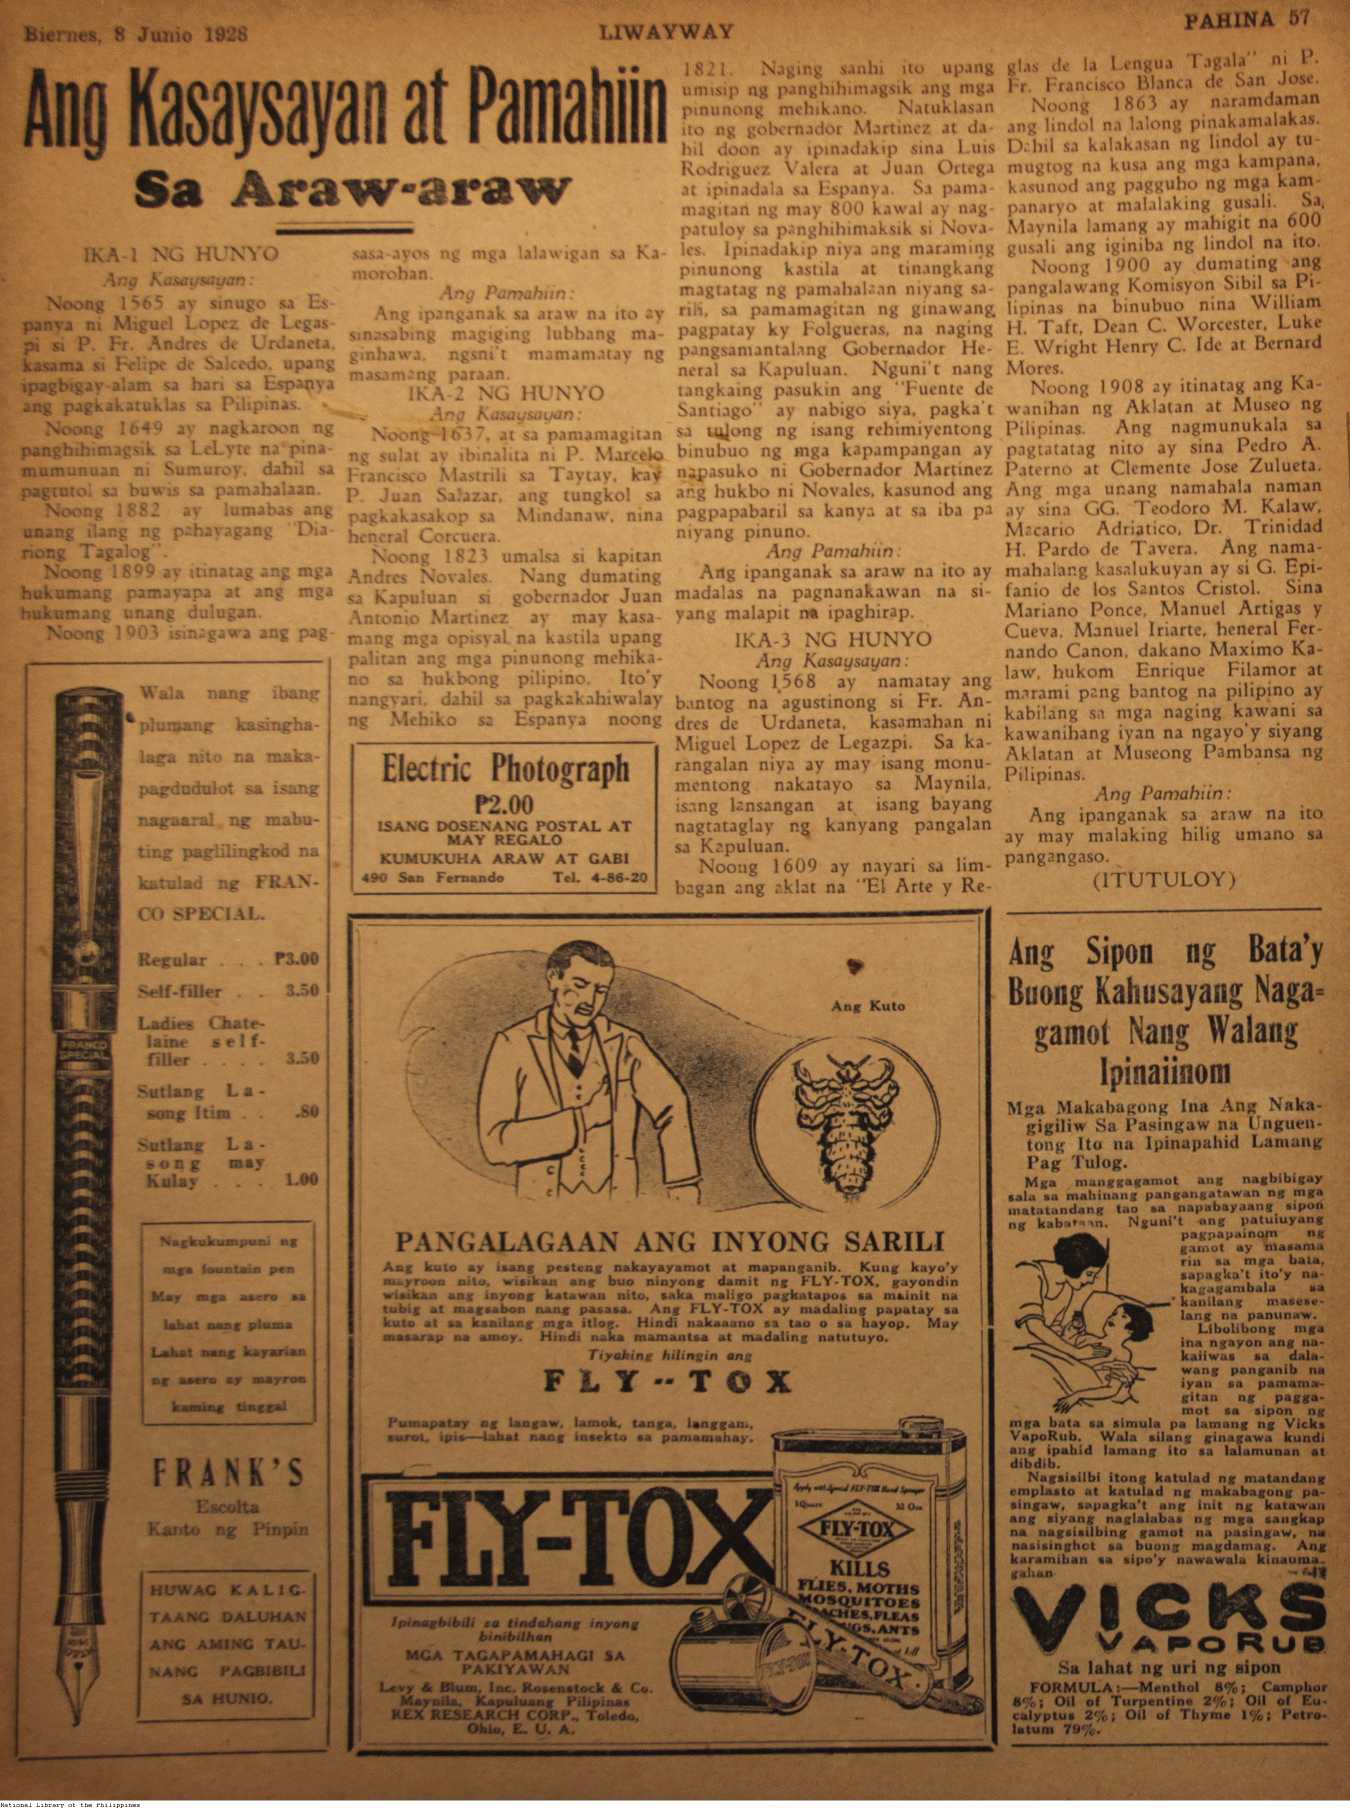 Biernes, 8 Junio 1928
LIWAYWAY
PAHINA 57
Ang Kasaysayan at Pamahiin
Sa Araw-araw
IKA-1 NG HUNYO
Ang Kasaysayan:
Noong 1565 ay sinugo sa Es-
panya ni Miguel Lopez de Legas-
pi si P. Fr. Andres de Urdaneta,
kasama si Felipe de Salcedo, upang
ipagbigay-alam sa hari sa Espanya
ang pagkakatuklas sa Pilipinas.
Noong 1649 ay nagkaroon ng
panghihimagsik sa LeLyte na pina-
mumunuan ni Sumuroy, dahil sa
pagtutol sa buwis sa pamahalaan.
Noong 1882 ay lumabas ang
unang ilang ng pahayagang "Dia-
riong Tagalog".
Noong 1899 ay itinatag ang mga
hukumang pamayapa at ang mga
hukumang unang dulugan.
Noong 1903 isinagawa ang pag-
sasa-ayos ng mga lalawigan sa Ka-
morohan.
Ang Pamahiin:
Ang ipanganak sa araw na ito ay
sinasabing magiging lubhang ma-
ginhawa, ngsni't mamamatay ng
masamang paraan.
IKA-2 NG HUNYO
Ang Kasaysayan:
Noong 1637, at sa pamamagitan
ng sulat ay ibinalita ni P. Marcelo
Francisco Mastrili sa Taytay, kay
P. Juan Salazar, ang tungkol sa
pagkakasakop sa Mindanaw, nina
heneral Corcuera.
Noong 1823 umalsa si kapitan
Andres Novales. Nang dumating
sa Kapuluan si gobernador Juan
Antonio Martinez ay may kasa-
mang mga opisyal na kastila upang
palitan ang mga pinunong mehika-
no sa hukbong pilipino. Ito'y
nangyari, dahil sa pagkakahiwalay
ng Mehiko sa Espanya noong
1821. Naging sanhi ito upang
umisip ng panghihimagsik ang mga
pinunong mehikano. Natuklasan
ito ng gobernador Martinez at da-
hil doon ay ipinadakip sina Luis
Rodriguez Valera at Juan Ortega
at ipinadala sa Espanya. Sa pama-
magitan ng may 800 kawal ay nag-
patuloy sa panghihimaksik si Nova-
les. Ipinadakip niya ang maraming
pinunong kastila at tinangkang
magtatag ng pamahalaan niyang sa-
rili, sa pamamagitan ng ginawang
pagpatay ky Folgueras, na naging
pangsamantalang Gobernador He-
neral sa Kapuluan. Nguni't nang
tangkaing pasukin ang "Fuente de
Santiago" ay nabigo siya, pagka't
sa tulong ng isang rehimiyentong
binubuo ng mga kapampangan ay
napasuko ni Gobernador Martinez
ang hukbo ni Novales, kasunod ang
pagpapabaril sa kanya at sa iba pa
niyang pinuno.
Ang Pamahiin:
Ang ipanganak sa araw na ito ay
madalas na pagnanakawan na si-
yang malapit na ipaghirap.
IKA-3 NG HUNYO
Ang Kasaysayan:
Noong 1568 ay namatay ang
bantog na agustinong si Fr. An-
dres de Urdaneta, kasamahan ni
Miguel Lopez de Legazpi. Sa ka-
rangalan niya ay may isang monu-
mentong nakatayo sa Maynila,
isang lansangan at isang bayang
nagtataglay ng kanyang pangalan
sa Kapuluan.
Noong 1609 ay nayari sa lim-
bagan ang aklat na "El Arte y Re-
glas de la Lengua Tagala" ni P.
Fr. Francisco Blanca de San Jose.
Noong 1863 ay naramdaman
ang lindol na lalong pinakamalakas.
Dahil sa kalakasan ng lindol ay tu-
mugtog na kusa ang mga kampana,
kasunod ang pagguho ng mga kam-
panaryo at malalaking gusali. Sa
Maynila lamang ay mahigit na 600
gusali ang iginiba ng lindol na ito.
Noong 1900 ay dumating ang
pangalawang Komisyon Sibil sa Pi-
lipinas na binubuo nina William
H. Taft, Dean C. Worcester, Luke
E. Wright Henry C. Ide at Bernard
Mores.
Noong 1908 ay itinatag ang Ka-
wanihan ng Aklatan at Museo ng
Pilipinas. Ang nagmunukala sa
pagtatatag nito ay sina Pedro A.
Paterno at Clemente Jose Zulueta.
Ang mga unang namahala naman
ay sina GG. Teodoro M. Kalaw,
Macario Adriatico, Dr. Trinidad
H. Pardo de Tavera. Ang nama-
mahalang kasalukuyan ay si G. Epi-
fanio de los Santos Cristol. Sina
Mariano Ponce, Manuel Artigas y
Cueva, Manuel Iriarte, heneral Fer-
nando Canon, dakano Maximo Ka-
law, hukom Enrique Filamor at
marami pang bantog na pilipino ay
kabilang sa mga naging kawani sa
kawanihang iyan na ngayo'y siyang
Aklatan at Museong Pambansa ng
Pilipinas.
Ang Pamahiin:
Ang ipanganak sa araw na ito
ay may malaking hilig umano sa
pangangaso.
(ITUTULOY)
FRANCO
SPECIAL
Wala nang ibang
plumang kasingha-
laga nito na maka-
pagdudulot sa isang
nagaaral ng mabu-
ting paglilingkod na
katulad ng FRAN-
CO SPECIAL.
Regular . . . ₱3.00
Self-filler . . 3.50
Ladies Chate-
laine self-
filler . . . . 3.50
Sutlang La-
song Itim . . .80
Sutlang La-
song may
Kulay . . . 1.00
Nagkukumpuni ng
mga fountain pen
May mga asero sa
lahat nang pluma
Lahat nang kayarian
ng asero ay mayron
kaming tinggal
FRANK'S
Escolta
Kanto ng Pinpin
HUWAG KALIG-
TAANG DALUHAN
ANG AMING TAU-
NANG PAGBIBILI
SA HUNIO.
Electric Photograph
₱2.00
ISANG DOSENANG POSTAL AT
MAY REGALO
KUMUKUHA ARAW AT GABI
490 San Fernando Tel. 4-86-20
Ang Kuto
PANGALAGAAN ANG INYONG SARILI
Ang kuto ay isang pesteng nakayayamot at mapanganib. Kung kayo'y
mayroon nito, wisikan ang buo ninyong damit ng FLY-TOX, gayondin
wisikan ang inyong katawan nito, saka maligo pagkatapos sa mainit na
tubig at magsabon nang pasasa. Ang FLY-TOX ay madaling papatay sa
kuto at sa kanilang mga itlog. Hindi nakaaano sa tao o sa hayop. May
masarap na amoy. Hindi naka mamantsa at madaling natutuyo.
Tiyaking hilingin ang
FLY--TOX
Pumapatay ng langaw, lamok, tanga, langgam,
surot, ipis—lahat nang insekto sa pamamahay.
FLY-TOX
Apply with Special FLY-TOX Hand Sprayer
1 Quart 32 Ozs
FLY-TOX
KILLS
FLIES, MOTHS
MOSQUITOES
ACHES, FLEAS
GS, ANTS
FLY-TOX
Ipinagbibili sa tindahang inyong
binibilhan
MGA TAGAPAMAHAGI SA
PAKIYAWAN
Levy & Blum, Inc. Rosenstock & Co.
Maynila, Kapuluang Pilipinas
REX RESEARCH CORP., Toledo,
Ohio, E. U. A.
Ang Sipon ng Bata'y
Buong Kahusayang Naga-
gamot Nang Walang
Ipinaiinom
Mga Makabagong Ina Ang Naka-
gigiliw Sa Pasingaw na Unguen-
tong Ito na Ipinapahid Lamang
Pag Tulog.
Mga manggagamot ang nagbibigay
sala sa mahinang pangangatawan ng mga
matatandang tao sa napabayaang sipon
ng kabataan. Nguni't ang patuluyang
pagpapainom ng
gamot ay masama
rin sa mga bata,
sapagka't ito'y na-
kagagambala sa
kanilang masese-
lang na panunaw.
Libolibong mga
ina ngayon ang na-
kaiiwas sa dala-
wang panganib na
iyan sa pamama-
gitan ng pagga-
mot sa sipon ng
mga bata sa simula pa lamang ng Vicks
VapoRub. Wala silang ginagawa kundi
ang ipahid lamang ito sa lalamunan at
dibdib.
Nagsisilbi itong katulad ng matandang
emplasto at katulad ng makabagong pa-
singaw, sapagka't ang init ng katawan
ang siyang naglalabas ng mga sangkap
na nagsisilbing gamot na pasingaw, na
nasisinghot sa buong magdamag. Ang
karamihan sa sipo'y nawawala kinauma-
gahan
VICKS
VAPORUB
Sa lahat ng uri ng sipon
FORMULA:—Menthol 8%; Camphor
8%; Oil of Turpentine 2%; Oil of Eu-
calyptus 2%; Oil of Thyme 1%; Petro-
latum 79%.
National Library of the Philippines